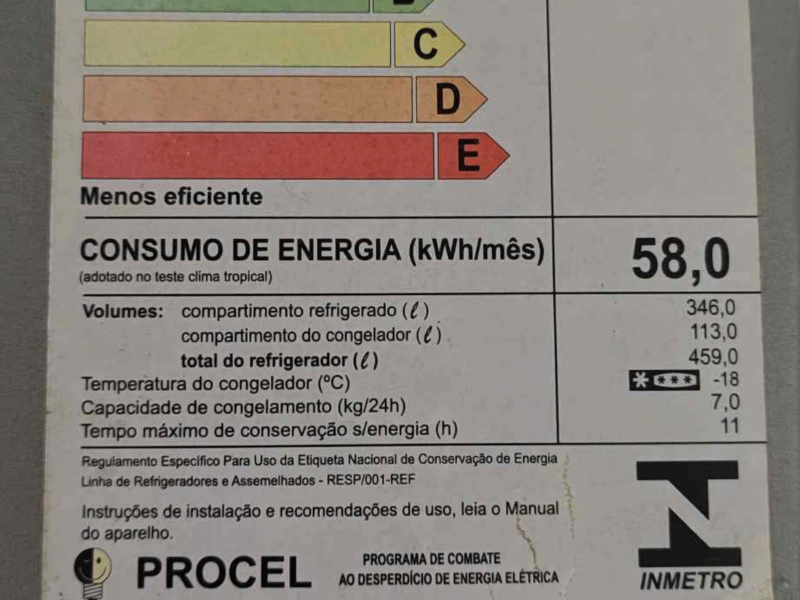 C
D
E
Menos eficiente
CONSUMO DE ENERGIA (kWh/mês) 58,0
(adotado no teste clima tropical)
Volumes: compartimento refrigerado (ℓ) 346,0
compartimento do congelador (ℓ) 113,0
total do refrigerador (ℓ) 459,0
Temperatura do congelador (ºC) -18
Capacidade de congelamento (kg/24h) 7,0
Tempo máximo de conservação s/energia (h) 11
Regulamento Específico Para Uso da Etiqueta Nacional de Conservação de Energia
Linha de Refrigeradores e Assemelhados - RESP/001-REF
Instruções de instalação e recomendações de uso, leia o Manual
do aparelho.
PROCEL
PROGRAMA DE COMBATE
AO DESPERDÍCIO DE ENERGIA ELÉTRICA
INMETRO